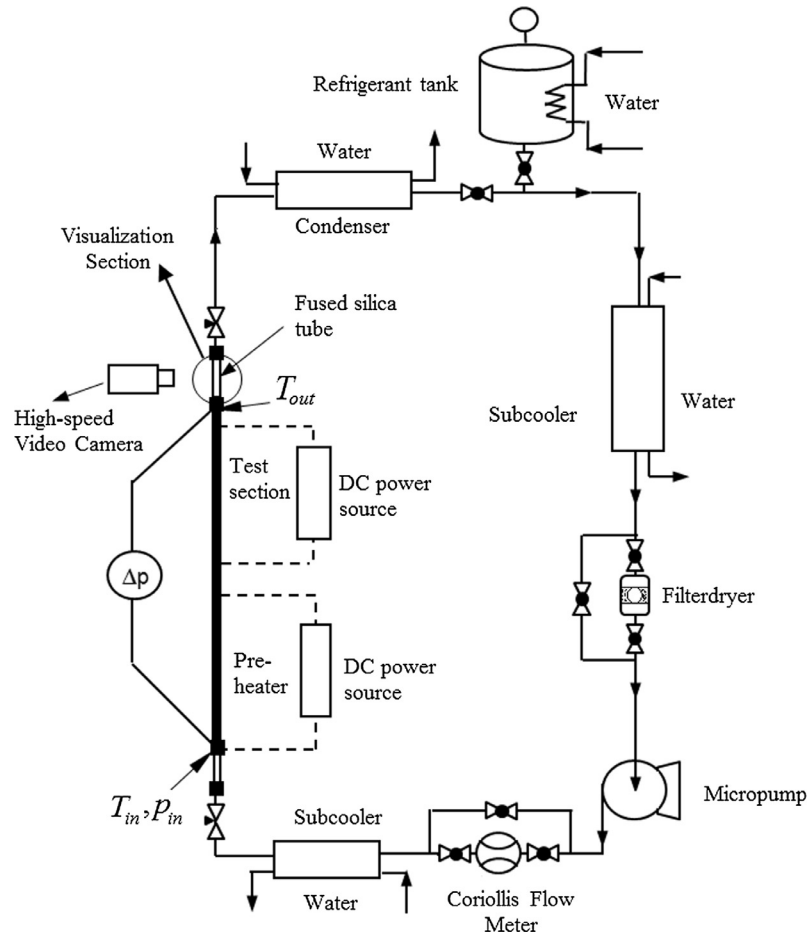 Refrigerant tank
Water
Water
Condenser
Visualization
Section
Fused silica
tube
T_out
High-speed
Video Camera
Subcooler
Water
Test
section
DC power
source
Δp
Filterdryer
Pre-
heater
DC power
source
T_in, p_in
Micropump
Subcooler
Water
Coriollis Flow
Meter